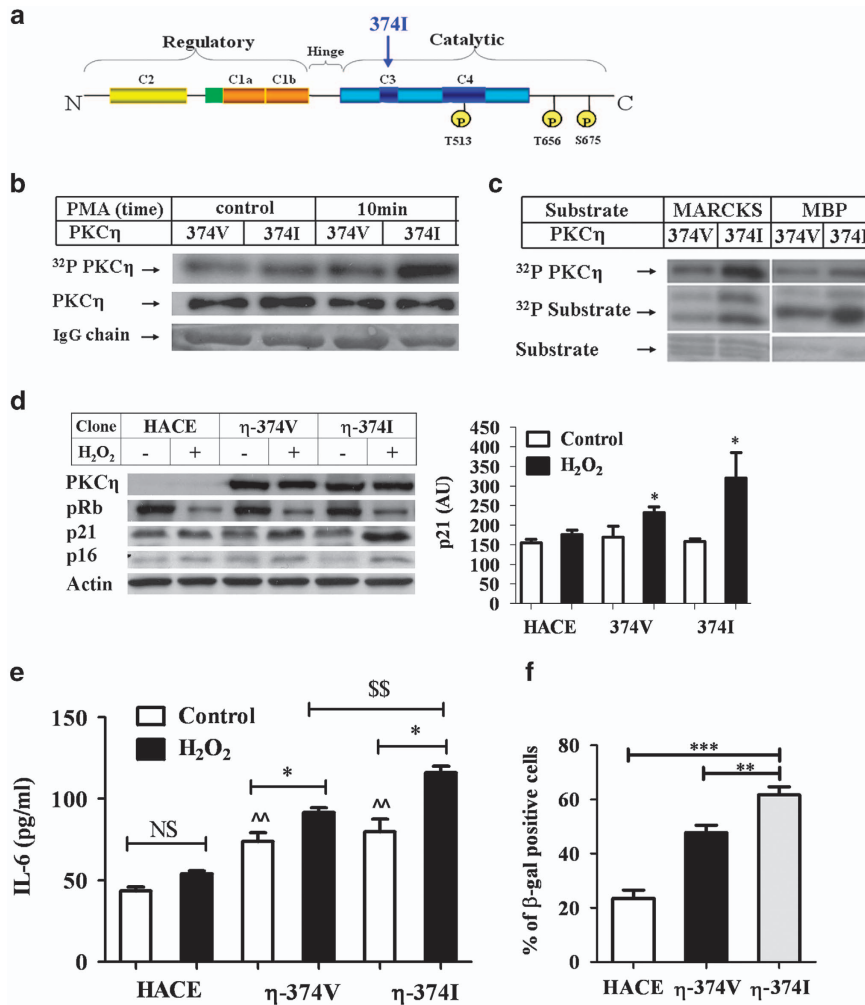 a
374I
Regulatory
Hinge
Catalytic
C2
C1a
C1b
C3
C4
N
C
P
P
P
T513
T656
S675
b
PMA (time) control 10min
PKCη 374V 374I 374V 374I
³²P PKCη →
PKCη →
IgG chain →
c
Substrate MARCKS MBP
PKCη 374V 374I 374V 374I
³²P PKCη →
³²P Substrate →
Substrate →
d
Clone HACE η-374V η-374I
H₂O₂ - + - + - +
PKCη
pRb
p21
p16
Actin
Control
H₂O₂
p21 (AU)
450
400
350
300
250
200
150
100
50
0
*
*
HACE 374V 374I
e
Control
H₂O₂
IL-6 (pg/ml)
150
100
50
0
NS
^^
*
^^
*
$$
HACE η-374V η-374I
f
% of β-gal positive cells
80
60
40
20
0
***
**
HACE η-374V η-374I